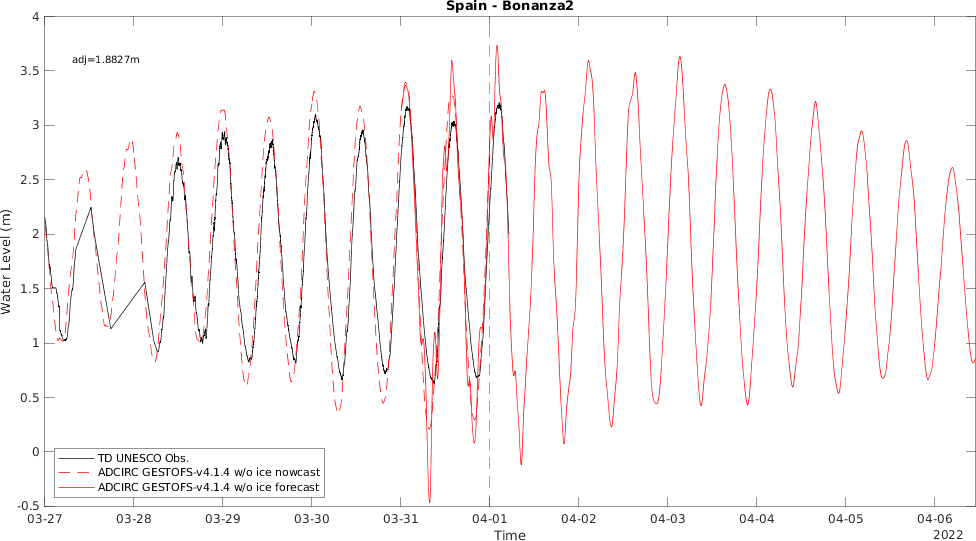 Spain - Bonanza2
adj=1.8827m
Water Level (m)
4
3.5
3
2.5
2
1.5
1
0.5
0
-0.5
TD UNESCO Obs.
ADCIRC GESTOFS-v4.1.4 w/o ice nowcast
ADCIRC GESTOFS-v4.1.4 w/o ice forecast
03-27 03-28 03-29 03-30 03-31 04-01 04-02 04-03 04-04 04-05 04-06
Time
2022